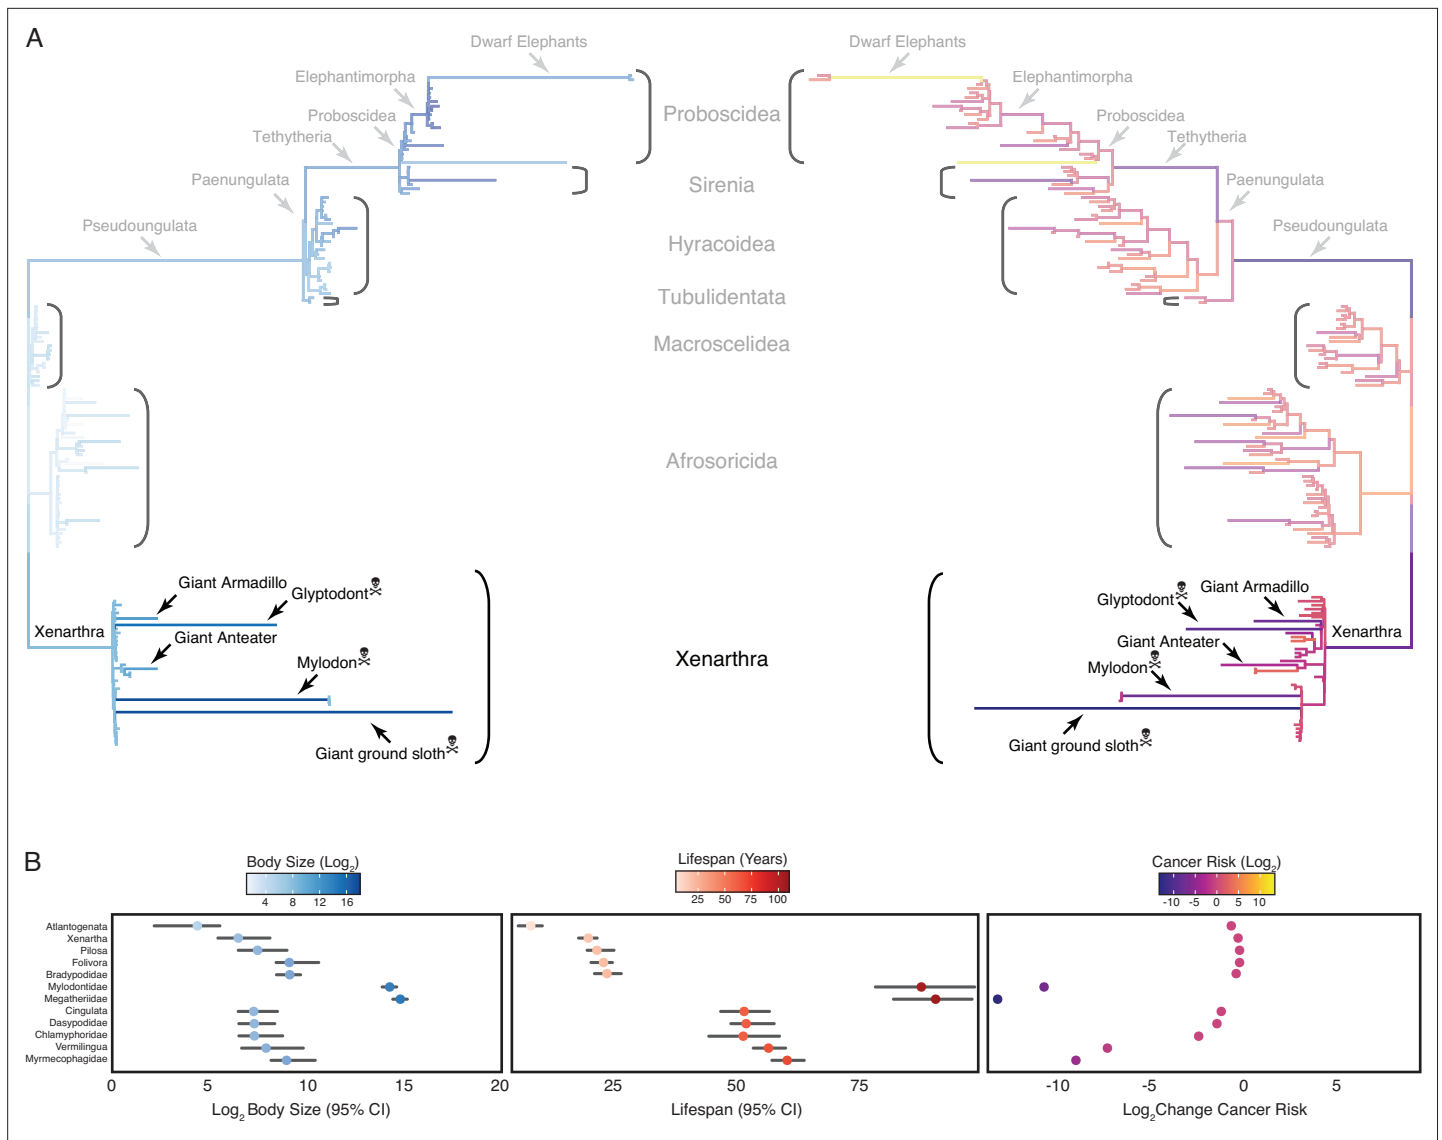 A
Dwarf Elephants
Dwarf Elephants
Elephantimorpha
Elephantimorpha
Proboscidea
Proboscidea
Proboscidea
Tethytheria
Tethytheria
Paenungulata
Sirenia
Paenungulata
Pseudoungulata
Pseudoungulata
Hyracoidea
Tubulidentata
Macroscelidea
Afrosoricida
Giant Armadillo
Glyptodont
Xenarthra
Giant Anteater
Mylodon
Giant ground sloth
Xenarthra
Glyptodont
Giant Armadillo
Giant Anteater
Xenarthra
Mylodon
Giant ground sloth
B
Body Size (Log2)
4 8 12 16
Lifespan (Years)
25 50 75 100
Cancer Risk (Log2)
-10 -5 0 5 10
Atlantogenata
Xenartha
Pilosa
Folivora
Bradypodidae
Mylodontidae
Megatheriidae
Cingulata
Dasypodidae
Chlamyphoridae
Vermilingua
Myrmecophagidae
0 5 10 15 20
25 50 75
-10 -5 0 5
Log2 Body Size (95% CI)
Lifespan (95% CI)
Log2Change Cancer Risk